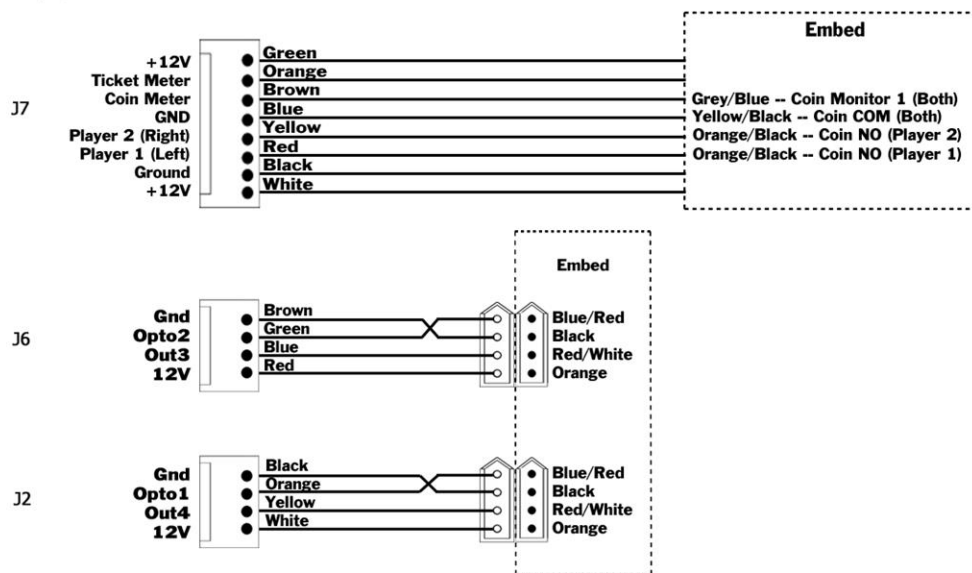 Embed
J7
+12V Green
Ticket Meter Orange
Coin Meter Brown Grey/Blue -- Coin Monitor 1 (Both)
GND Blue Yellow/Black -- Coin COM (Both)
Player 2 (Right) Yellow Orange/Black -- Coin NO (Player 2)
Player 1 (Left) Red Orange/Black -- Coin NO (Player 1)
Ground Black
+12V White
Embed
J6
Gnd Brown Blue/Red
Opto2 Green Black
Out3 Blue Red/White
12V Red Orange
J2
Gnd Black Blue/Red
Opto1 Orange Black
Out4 Yellow Red/White
12V White Orange